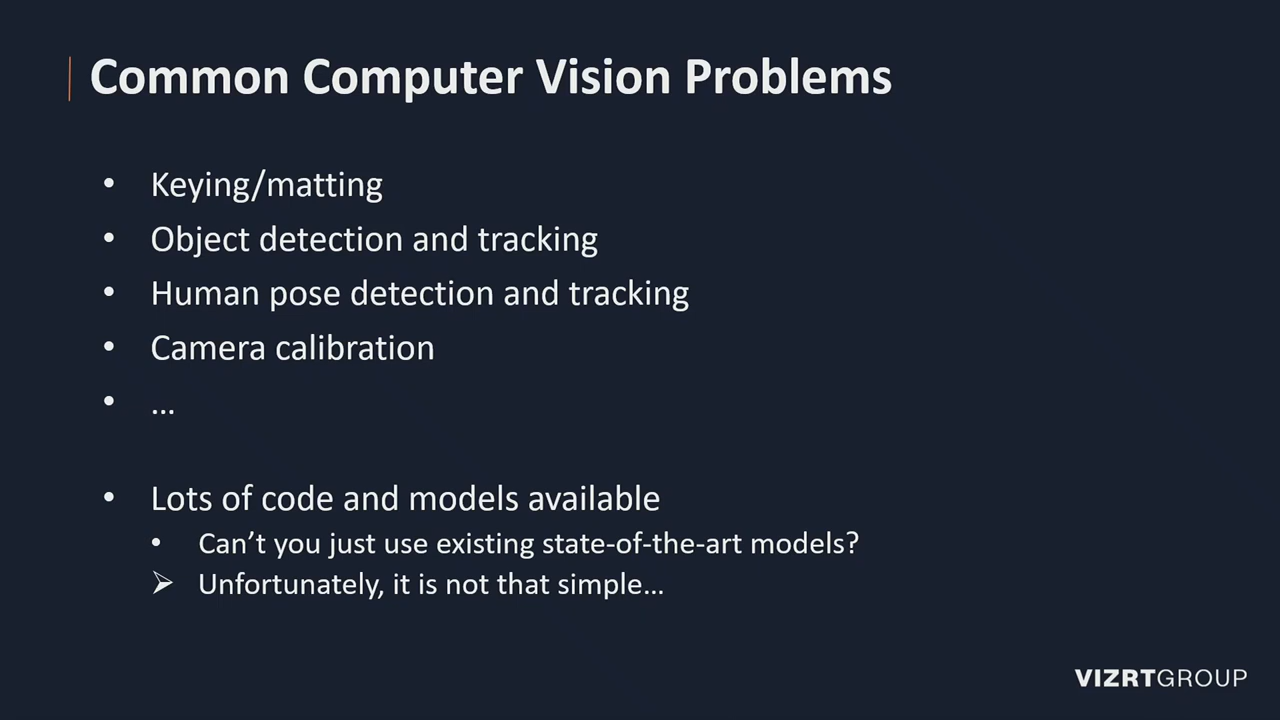 Common Computer Vision Problems
• Keying/matting
• Object detection and tracking
• Human pose detection and tracking
• Camera calibration
• ...
• Lots of code and models available
• Can’t you just use existing state-of-the-art models?
➢ Unfortunately, it is not that simple...
VIZRTGROUP